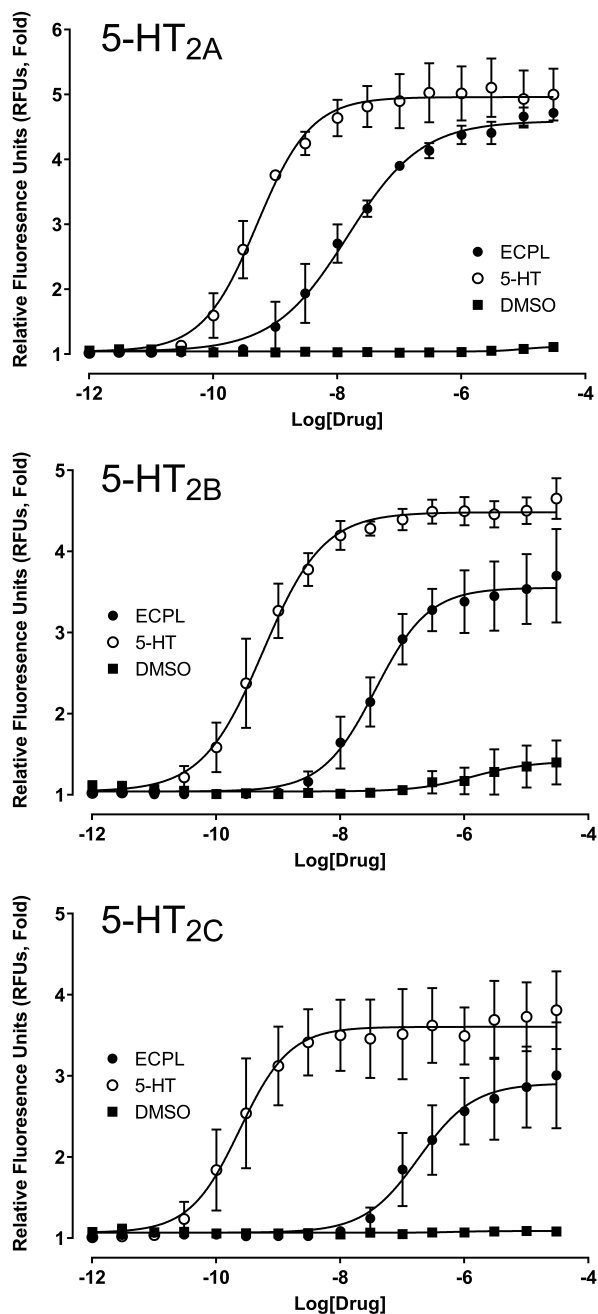 5-HT2A
Relative Fluoresence Units (RFUs, Fold)
6
5
4
3
2
1
ECPL
5-HT
DMSO
-12 -10 -8 -6 -4
Log[Drug]
5-HT2B
Relative Fluoresence Units (RFUs, Fold)
5
4
3
2
1
ECPL
5-HT
DMSO
-12 -10 -8 -6 -4
Log[Drug]
5-HT2C
Relative Fluoresence Units (RFUs, Fold)
5
4
3
2
1
ECPL
5-HT
DMSO
-12 -10 -8 -6 -4
Log[Drug]